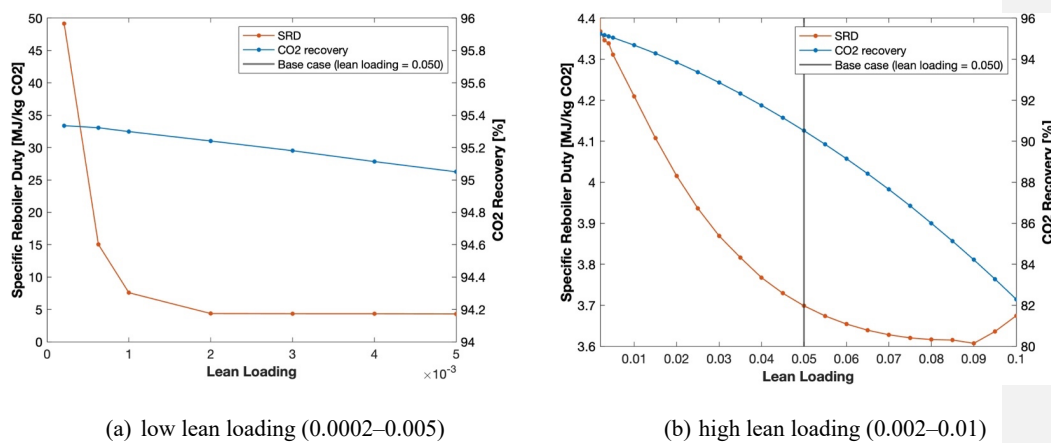 50
45
40
35
30
25
20
15
10
5
0
Specific Reboiler Duty [MJ/kg CO2]
SRD
CO2 recovery
Base case (lean loading = 0.050)
96
95.8
95.6
95.4
95.2
95
94.8
94.6
94.4
94.2
94
CO2 Recovery [%]
0 1 2 3 4 5
×10-3
Lean Loading
(a) low lean loading (0.0002–0.005)
4.4
4.3
4.2
4.1
4
3.9
3.8
3.7
3.6
Specific Reboiler Duty [MJ/kg CO2]
SRD
CO2 recovery
Base case (lean loading = 0.050)
96
94
92
90
88
86
84
82
80
CO2 Recovery [%]
0.01 0.02 0.03 0.04 0.05 0.06 0.07 0.08 0.09 0.1
Lean Loading
(b) high lean loading (0.002–0.01)